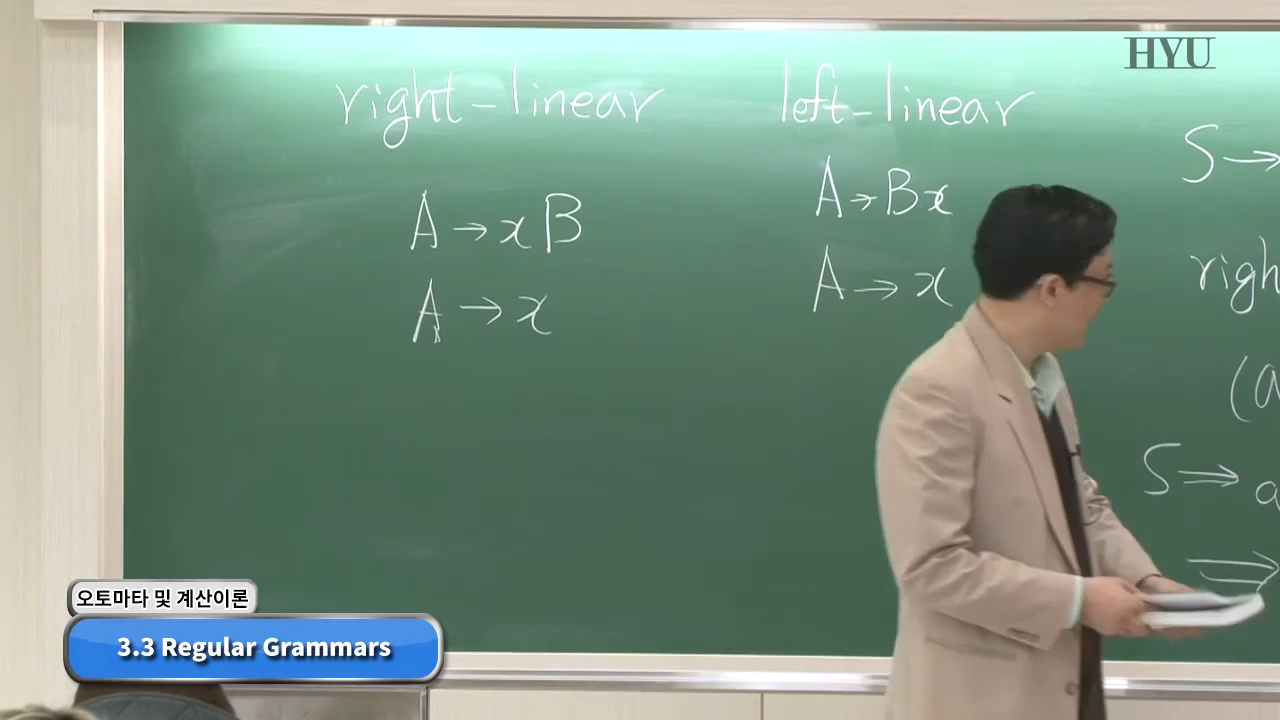 HYU
right-linear
A → xB
A → x
left-linear
A → Bx
A → x
S →
righ
(a
S ⇒ a
⇒
오토마타 및 계산이론
3.3 Regular Grammars